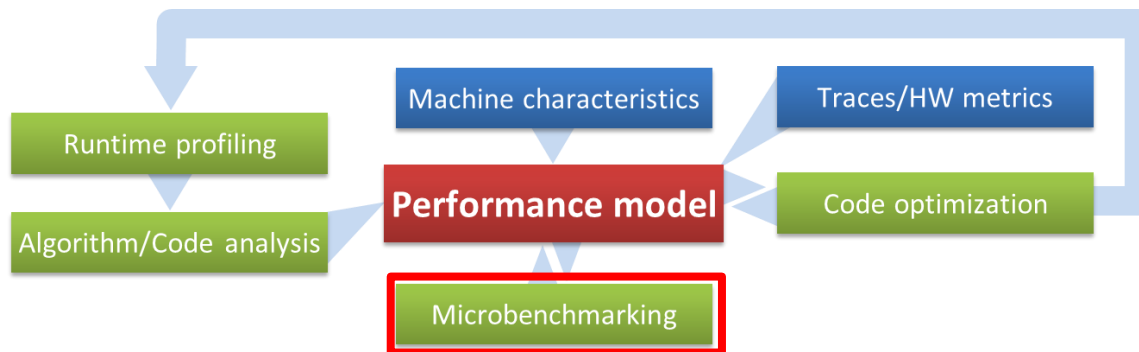 Machine characteristics
Traces/HW metrics
Runtime profiling
Performance model
Code optimization
Algorithm/Code analysis
Microbenchmarking